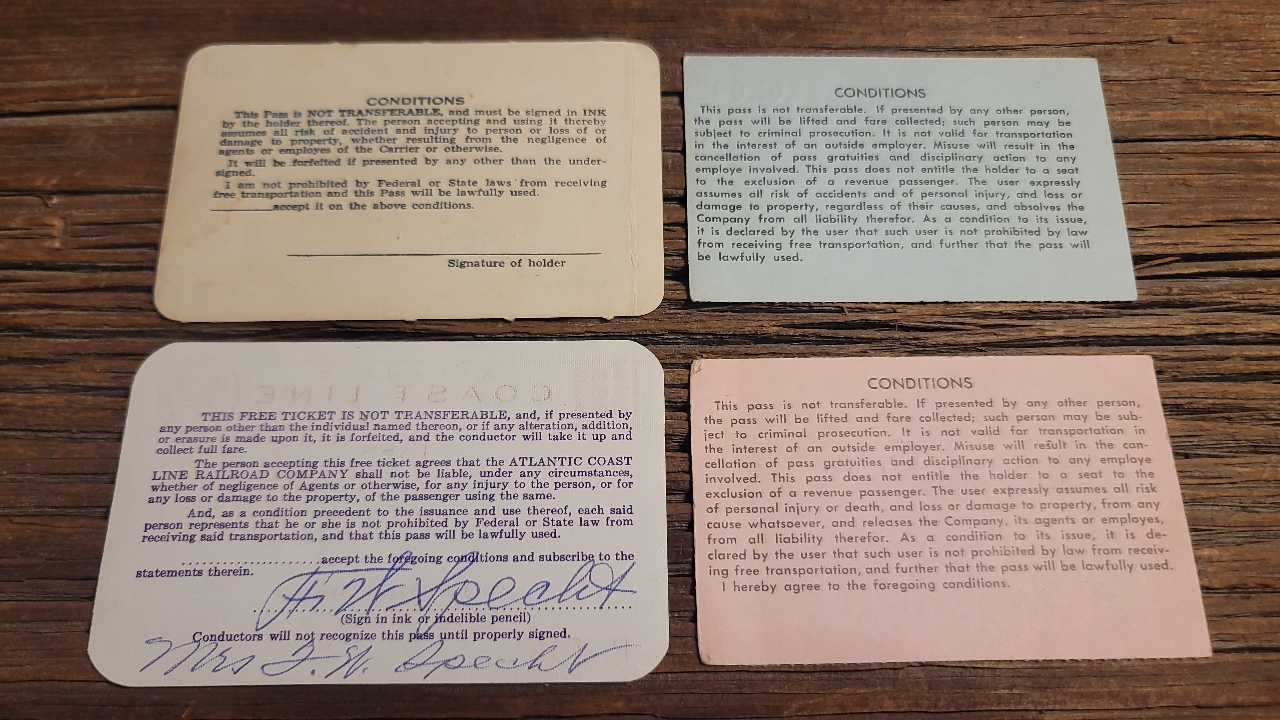 CONDITIONS
This Pass is NOT TRANSFERABLE, and must be signed in INK
by the holder thereof. The person accepting and using it thereby
assumes all risk of accident and injury to person or loss of or
damage to property, whether resulting from the negligence of
agents or employes of the Carrier or otherwise.
It will be forfeited if presented by any other than the under-
signed.
I am not prohibited by Federal or State laws from receiving
free transportation and this Pass will be lawfully used.
________accept it on the above conditions.
Signature of holder
CONDITIONS
This pass is not transferable. If presented by any other person,
the pass will be lifted and fare collected; such person may be
subject to criminal prosecution. It is not valid for transportation
in the interest of an outside employer. Misuse will result in the
cancellation of pass gratuities and disciplinary action to any
employe involved. This pass does not entitle the holder to a seat
to the exclusion of a revenue passenger. The user expressly
assumes all risk of accidents and of personal injury, and loss or
damage to property, regardless of their causes, and absolves the
Company from all liability therefor. As a condition to its issue,
it is declared by the user that such user is not prohibited by law
from receiving free transportation, and further that the pass will
be lawfully used.
COAST LINE
THIS FREE TICKET IS NOT TRANSFERABLE, and, if presented by
any person other than the individual named thereon, or if any alteration, addition,
or erasure is made upon it, it is forfeited, and the conductor will take it up and
collect full fare.
The person accepting this free ticket agrees that the ATLANTIC COAST
LINE RAILROAD COMPANY shall not be liable, under any circumstances,
whether of negligence of Agents or otherwise, for any injury to the person, or for
any loss or damage to the property, of the passenger using the same.
And, as a condition precedent to the issuance and use thereof, each said
person represents that he or she is not prohibited by Federal or State law from
receiving said transportation, and that this pass will be lawfully used.
........................accept the foregoing conditions and subscribe to the
statements therein.
F. W Specht
(Sign in ink or indelible pencil)
Conductors will not recognize this pass until properly signed.
Mrs F. W. Specht
CONDITIONS
This pass is not transferable. If presented by any other person,
the pass will be lifted and fare collected; such person may be sub-
ject to criminal prosecution. It is not valid for transportation in
the interest of an outside employer. Misuse will result in the can-
cellation of pass gratuities and disciplinary action to any employe
involved. This pass does not entitle the holder to a seat to the
exclusion of a revenue passenger. The user expressly assumes all risk
of personal injury or death, and loss or damage to property, from any
cause whatsoever, and releases the Company, its agents or employes,
from all liability therefor. As a condition to its issue, it is de-
clared by the user that such user is not prohibited by law from receiv-
ing free transportation, and further that the pass will be lawfully used.
I hereby agree to the foregoing conditions.